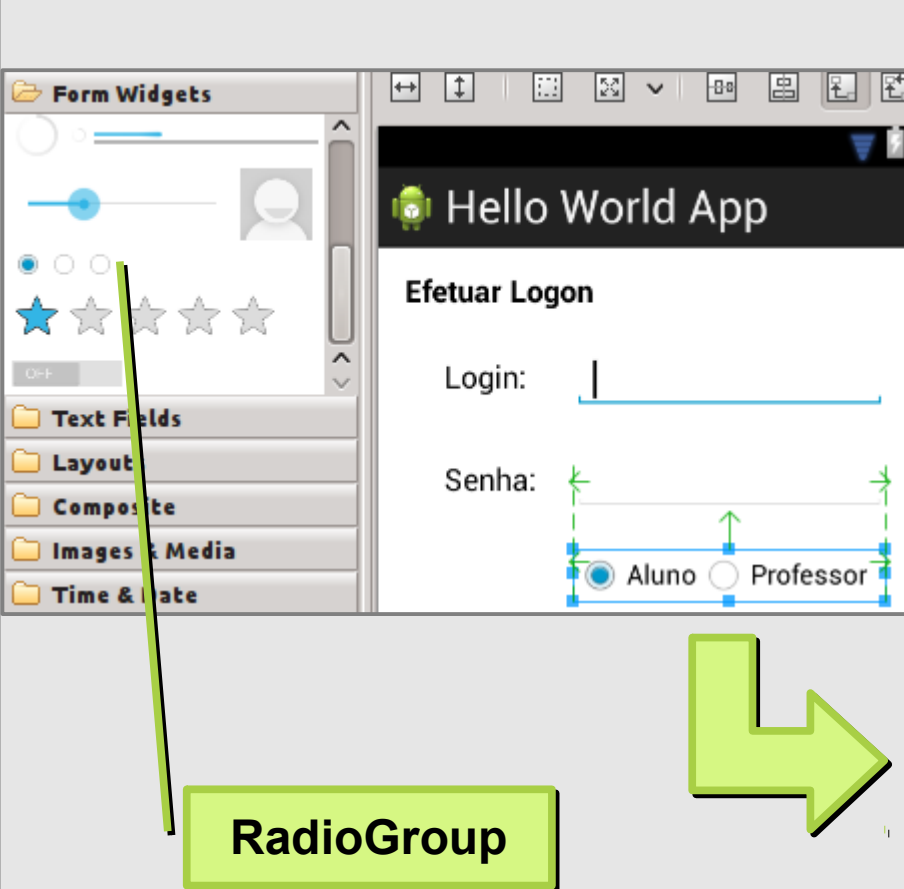 Form Widgets
OFF
Text Fields
Layouts
Composite
Images & Media
Time & Date
Hello World App
Efetuar Logon
Login:
Senha:
Aluno
Professor
RadioGroup